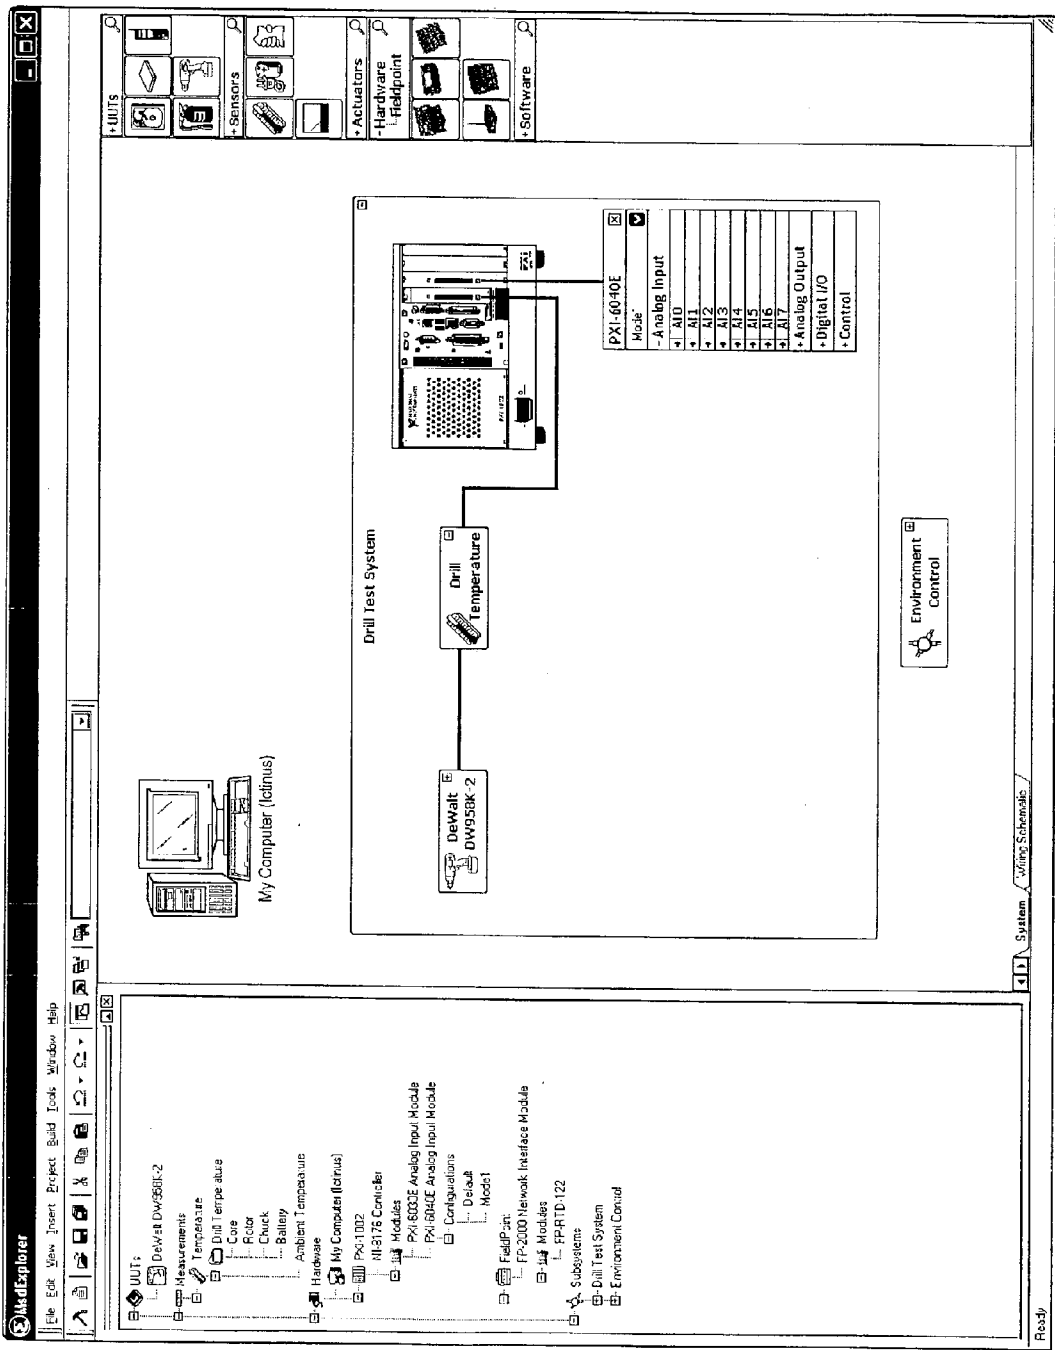 MsdExplorer
File Edit View Insert Project Build Tools Window Help
UUTs
DeWalt DW958K-2
Measurements
Temperature
Drill Temperature
Core
Rotor
Chuck
Battery
Ambient Temperature
Hardware
My Computer (Ictinus)
PXI-1002
NI-8176 Controller
Modules
PXI-6030E Analog Input Module
PXI-6040E Analog Input Module
Configurations
Default
Model1
FieldPoint
FP-2000 Network Interface Module
Modules
FP-RTD-122
Subsystems
Drill Test System
Environment Control
My Computer (Ictinus)
Drill Test System
DeWalt
DW958K-2
Drill
Temperature
PXI-6040E
Mode
- Analog Input
AI0
AI1
AI2
AI3
AI4
AI5
AI6
AI7
+ Analog Output
+ Digital I/O
+ Control
Environment
Control
+ UUTs
+ Sensors
+ Actuators
- Hardware
Fieldpoint
+ Software
System
Wiring Schematic
Ready